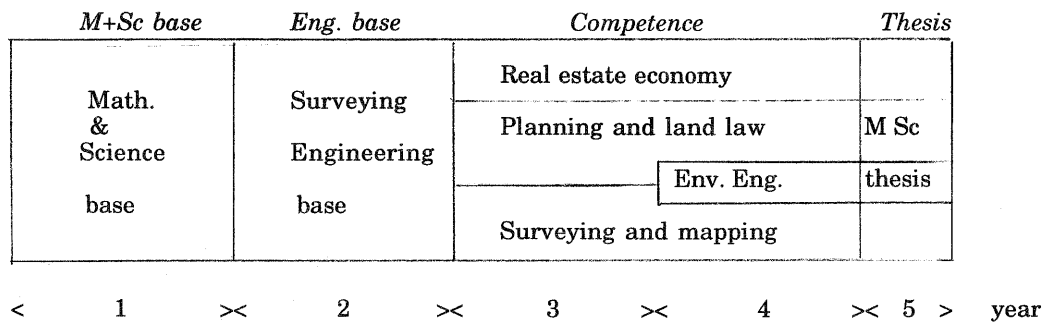 M+Sc base Eng. base Competence Thesis
Real estate economy
Math. Surveying
& Planning and land law M Sc
Science Engineering
Env. Eng. thesis
base base
Surveying and mapping
< 1 >< 2 >< 3 >< 4 >< 5 > year